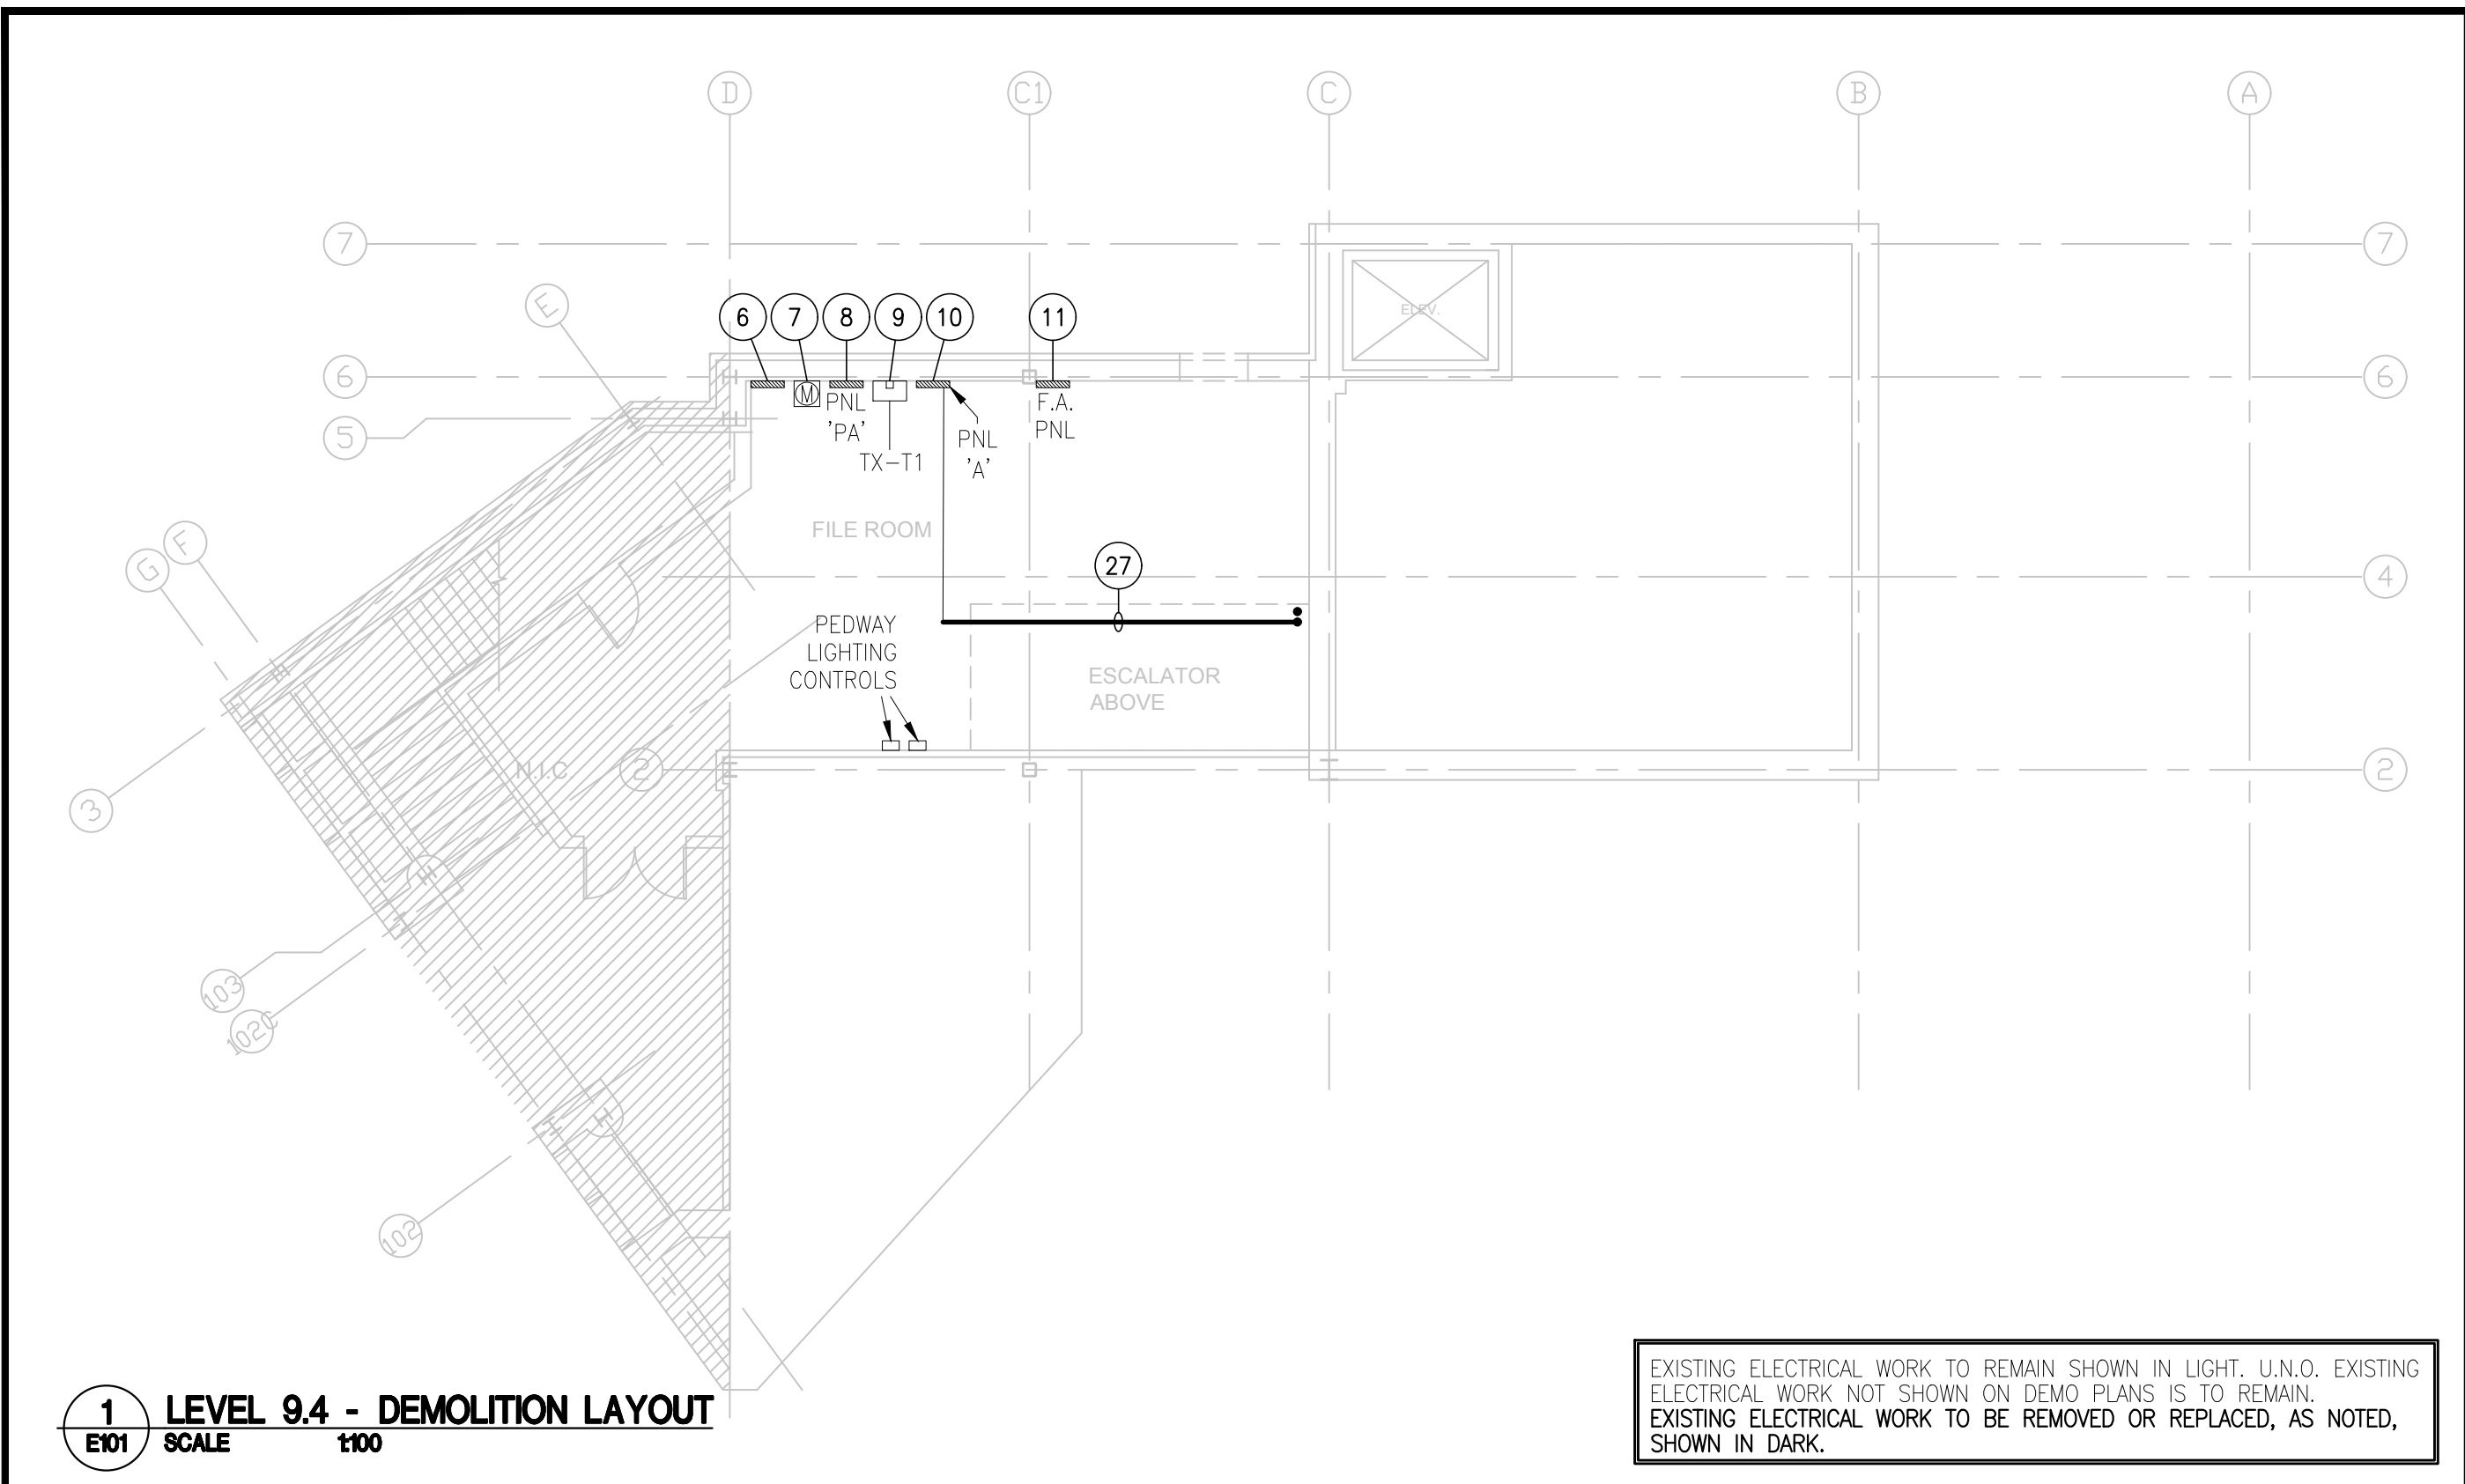 D
C1
C
B
A
7
7
E
6
7
8
9
10
11
ELEV.
6
6
5
M
PNL
'PA'
TX-T1
PNL
'A'
F.A.
PNL
FILE ROOM
G
F
27
4
PEDWAY
LIGHTING
CONTROLS
ESCALATOR
ABOVE
N.I.C
2
2
3
103
102C
102
1
E101
LEVEL 9.4 - DEMOLITION LAYOUT
SCALE 1:100
EXISTING ELECTRICAL WORK TO REMAIN SHOWN IN LIGHT. U.N.O. EXISTING
ELECTRICAL WORK NOT SHOWN ON DEMO PLANS IS TO REMAIN.
EXISTING ELECTRICAL WORK TO BE REMOVED OR REPLACED, AS NOTED,
SHOWN IN DARK.